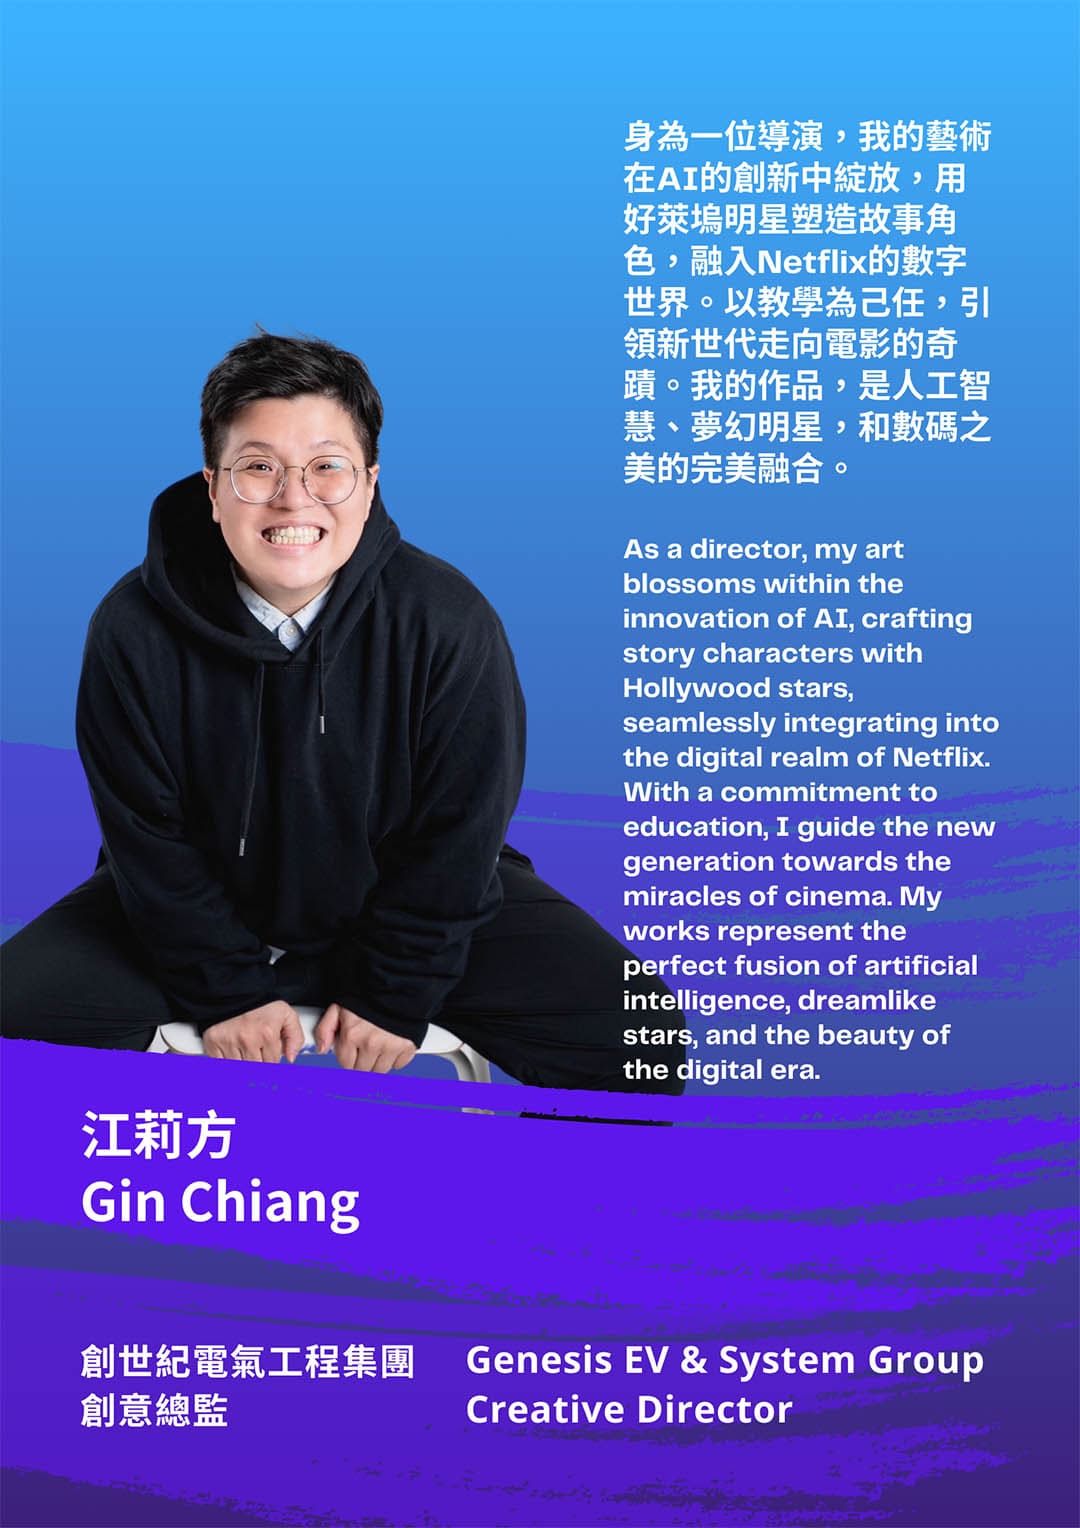 身為一位導演，我的藝術
在AI的創新中綻放，用
好萊塢明星塑造故事角
色，融入Netflix的數字
世界。以教學為己任，引
領新世代走向電影的奇
蹟。我的作品，是人工智
慧、夢幻明星，和數碼之
美的完美融合。
As a director, my art
blossoms within the
innovation of AI, crafting
story characters with
Hollywood stars,
seamlessly integrating into
the digital realm of Netflix.
With a commitment to
education, I guide the new
generation towards the
miracles of cinema. My
works represent the
perfect fusion of artificial
intelligence, dreamlike
stars, and the beauty of
the digital era.
江莉方
Gin Chiang
創世紀電氣工程集團
創意總監
Genesis EV & System Group
Creative Director